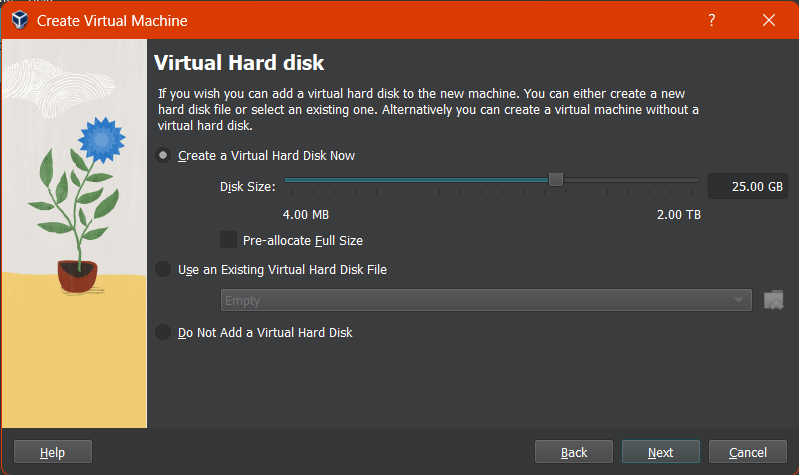 Create Virtual Machine
?
Virtual Hard disk
If you wish you can add a virtual hard disk to the new machine. You can either create a new
hard disk file or select an existing one. Alternatively you can create a virtual machine without a
virtual hard disk.
Create a Virtual Hard Disk Now
Disk Size:
25.00 GB
4.00 MB
2.00 TB
Pre-allocate Full Size
Use an Existing Virtual Hard Disk File
Empty
Do Not Add a Virtual Hard Disk
Help
Back
Next
Cancel